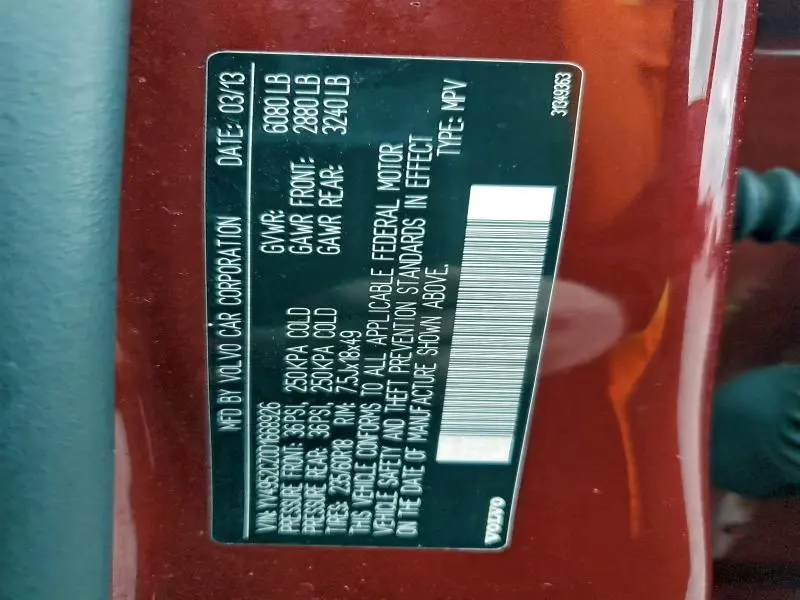 MFD BY VOLVO CAR CORPORATION DATE: 03/13
VIN: YV4952CZ0D1668926 GVWR: 6080 LB
PRESSURE FRONT: 36PSI, 250KPA COLD GAWR FRONT: 2880 LB
PRESSURE REAR: 36PSI, 250KPA COLD GAWR REAR: 3240 LB
TIRES: 235/60R18 RIM: 7.5Jx18x49
THIS VEHICLE CONFORMS TO ALL APPLICABLE FEDERAL MOTOR
VEHICLE SAFETY AND THEFT PREVENTION STANDARDS IN EFFECT
ON THE DATE OF MANUFACTURE SHOWN ABOVE. TYPE: MPV
VOLVO 31349363